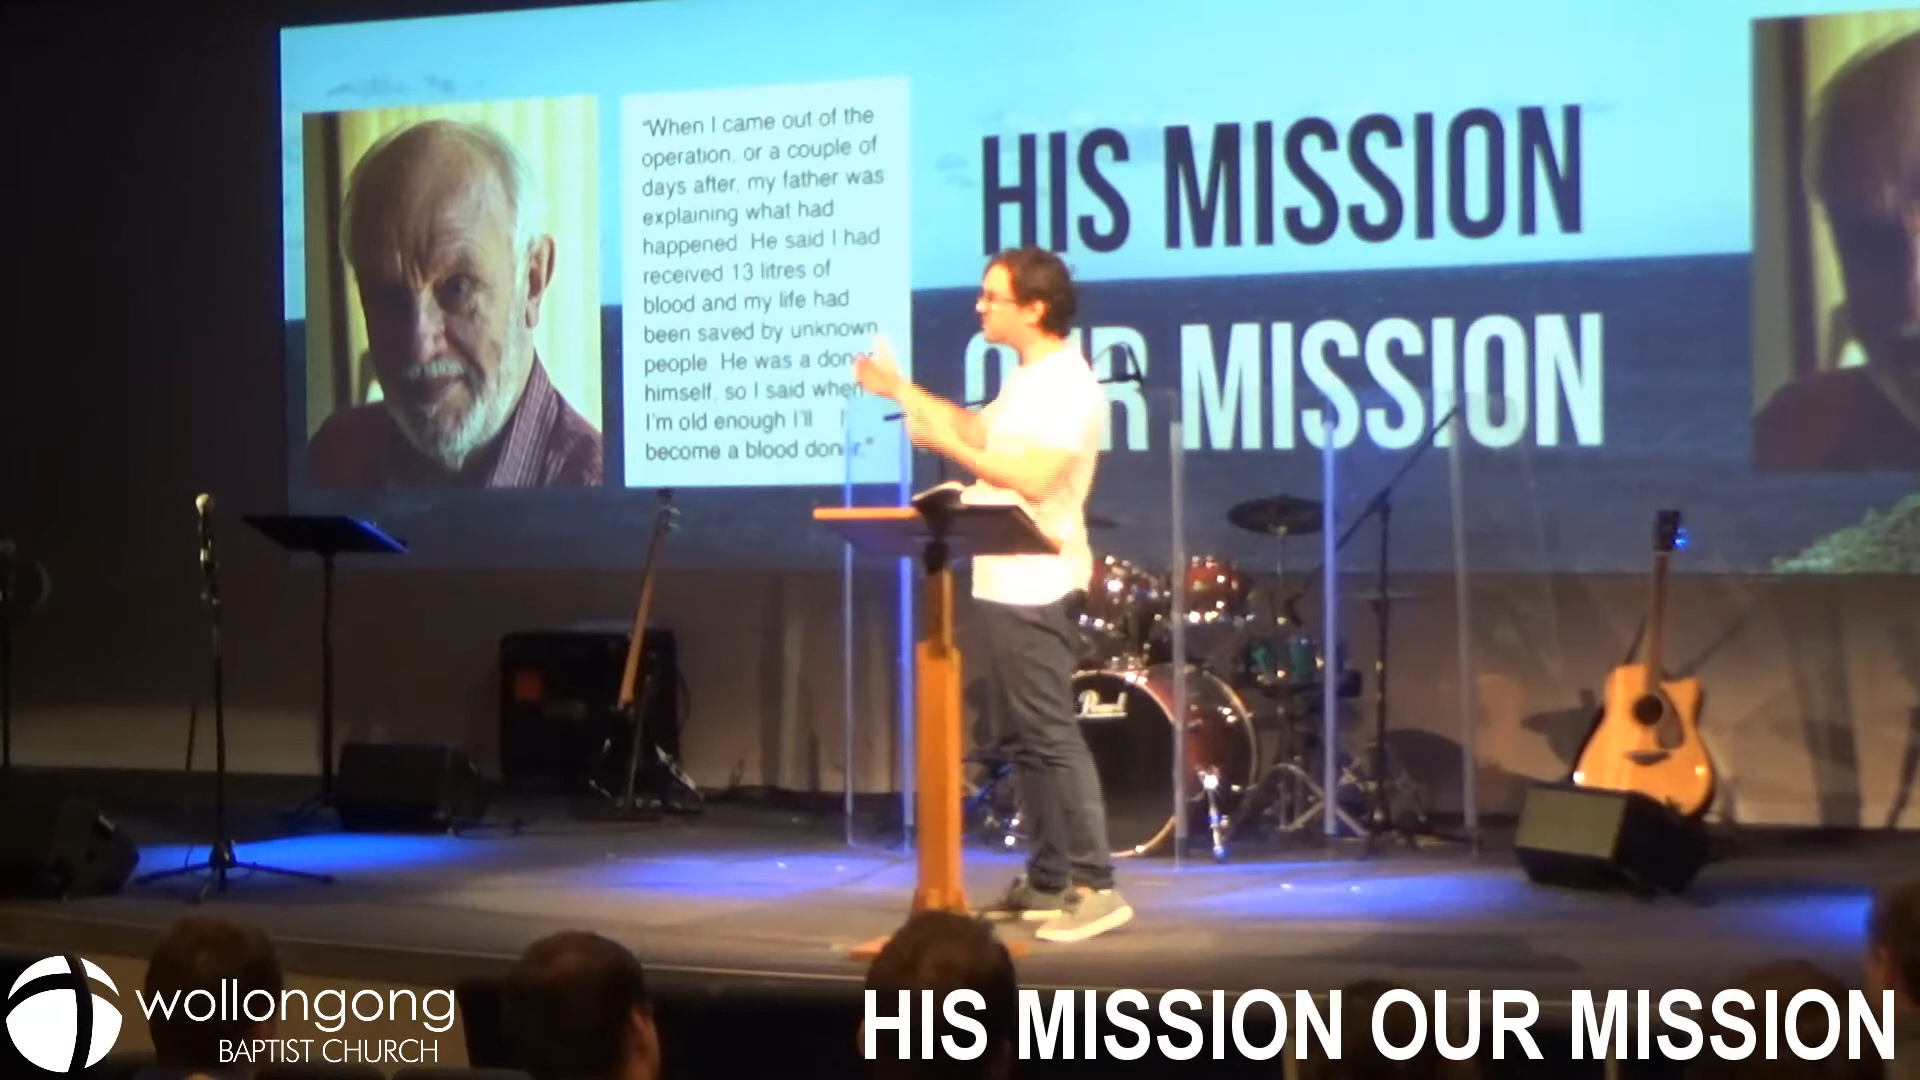 "When I came out of the
operation, or a couple of
days after, my father was
explaining what had
happened. He said I had
received 13 litres of
blood and my life had
been saved by unknown
people. He was a donor
himself, so I said when
I'm old enough I'll
become a blood donor."
HIS MISSION
OUR MISSION
Pearl
wollongong
BAPTIST CHURCH
HIS MISSION OUR MISSION